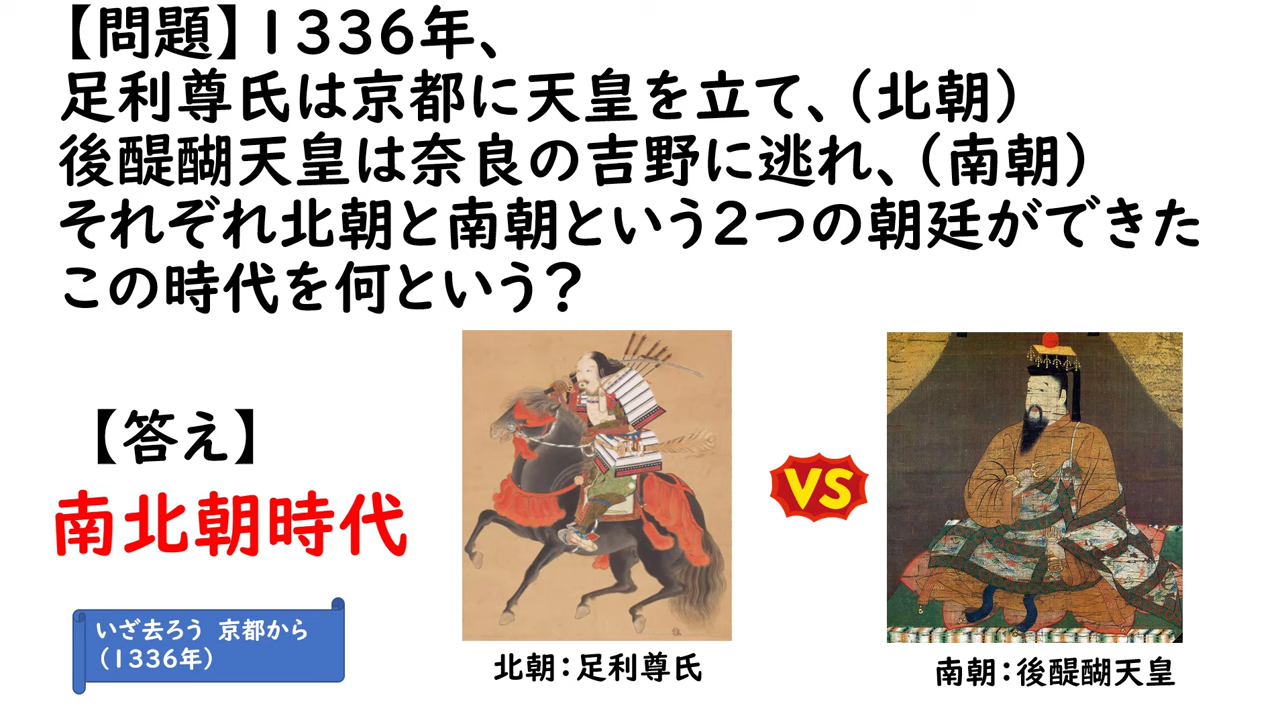 【問題】1336年、
足利尊氏は京都に天皇を立て、（北朝）
後醍醐天皇は奈良の吉野に逃れ、（南朝）
それぞれ北朝と南朝という2つの朝廷ができた
この時代を何という？
【答え】
南北朝時代
いざ去ろう 京都から
（1336年）
VS
北朝：足利尊氏
南朝：後醍醐天皇